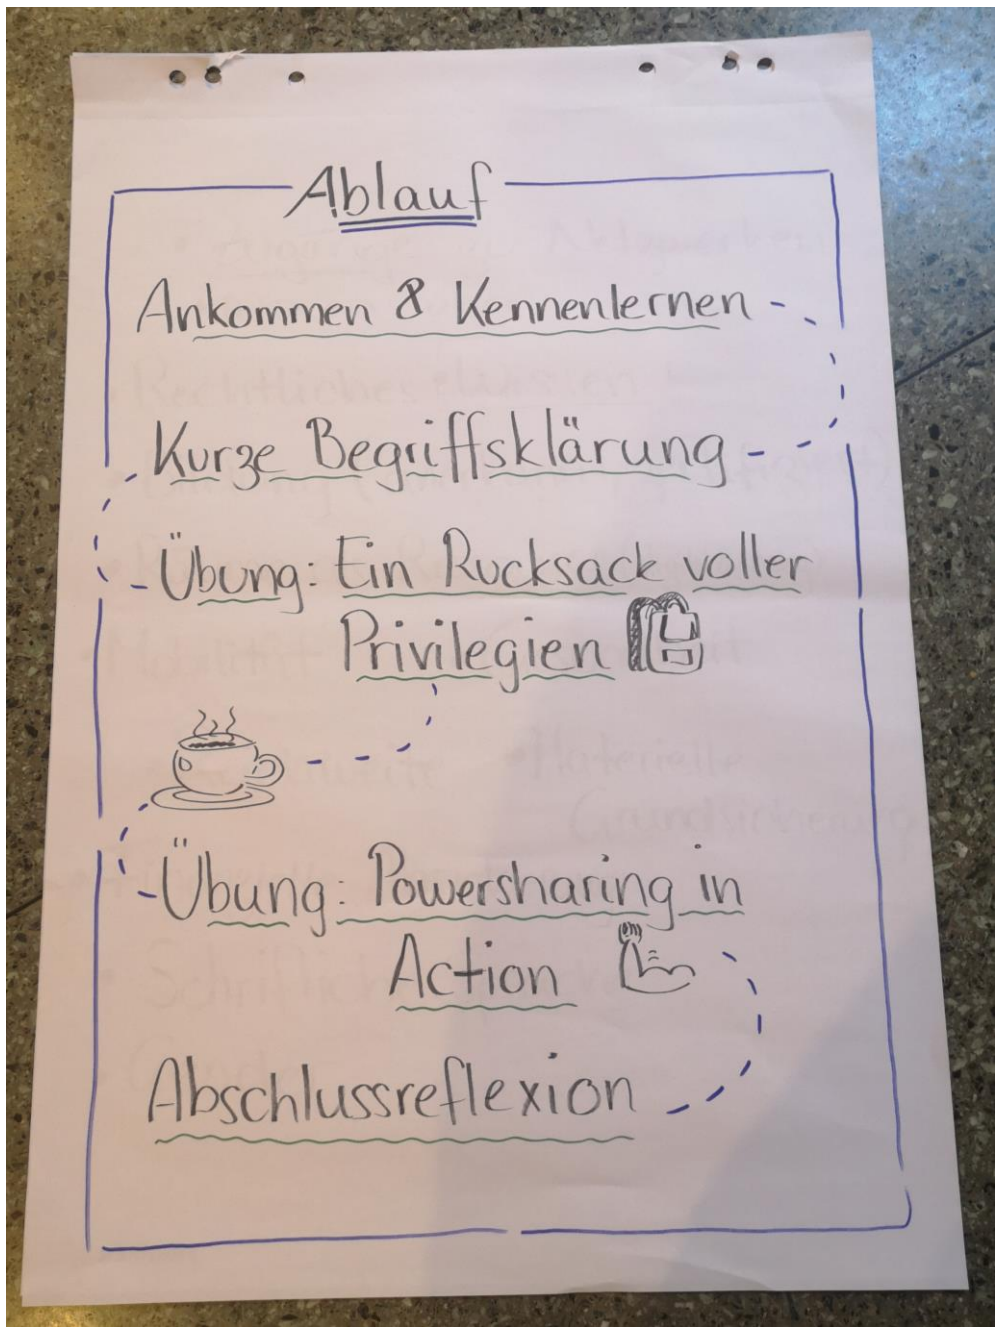 Ablauf
Ankommen & Kennenlernen
Kurze Begriffsklärung
Übung: Ein Rucksack voller
Privilegien
Übung: Powersharing in
Action
Abschlussreflexion